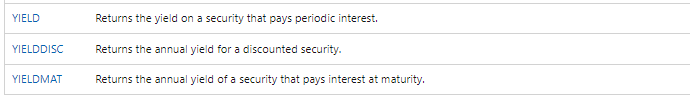 YIELD Returns the yield on a security that pays periodic interest.
YIELDDISC Returns the annual yield for a discounted security.
YIELDMAT Returns the annual yield of a security that pays interest at maturity.